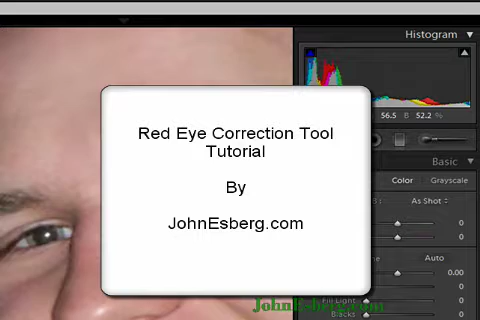 Histogram
56.5 B 52.2 %
Basic
Color Grayscale
As Shot
0
0
Auto
0.00
Fill Light 0
Blacks
Red Eye Correction Tool
Tutorial
By
JohnEsberg.com
JohnEsberg.com